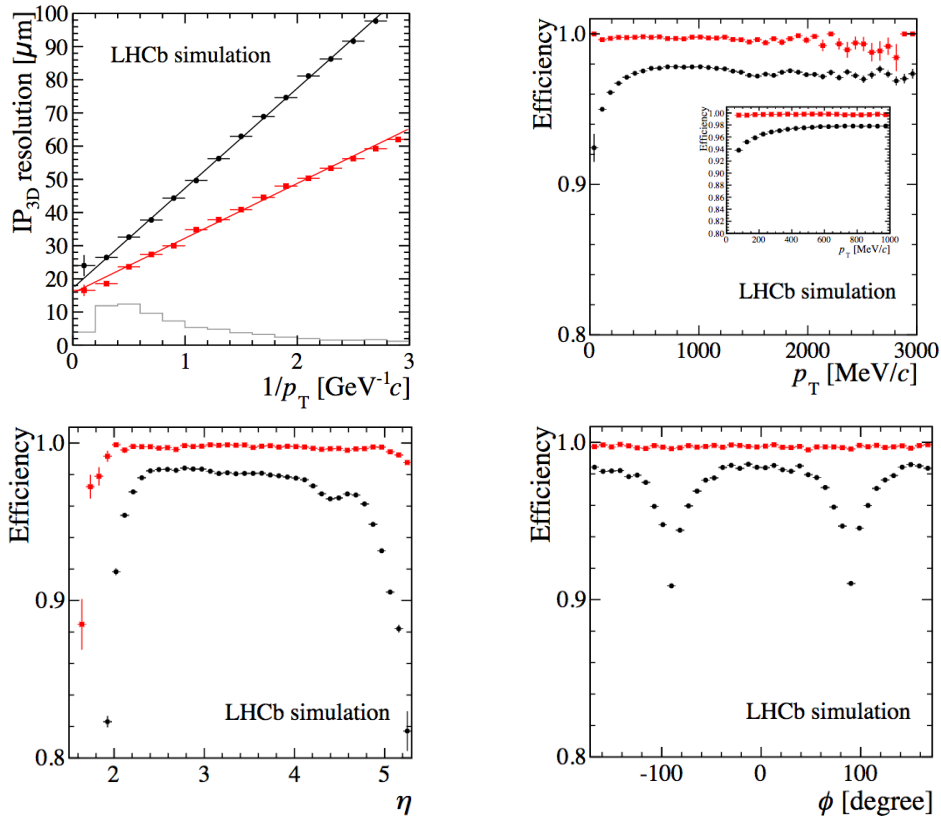 IP3D resolution [μm]
100
90
80
70
60
50
40
30
20
10
0
LHCb simulation
0
1
2
3
1/pT [GeV⁻¹c]
Efficiency
1.0
0.9
0.8
Efficiency
1.00
0.98
0.96
0.94
0.92
0.90
0.88
0.86
0.84
0.82
0.80
0 200 400 600 800 1000
pT [MeV/c]
LHCb simulation
0 1000 2000 3000
pT [MeV/c]
Efficiency
1.0
0.9
0.8
LHCb simulation
2 3 4 5
η
Efficiency
1.0
0.9
0.8
LHCb simulation
-100 0 100
ϕ [degree]